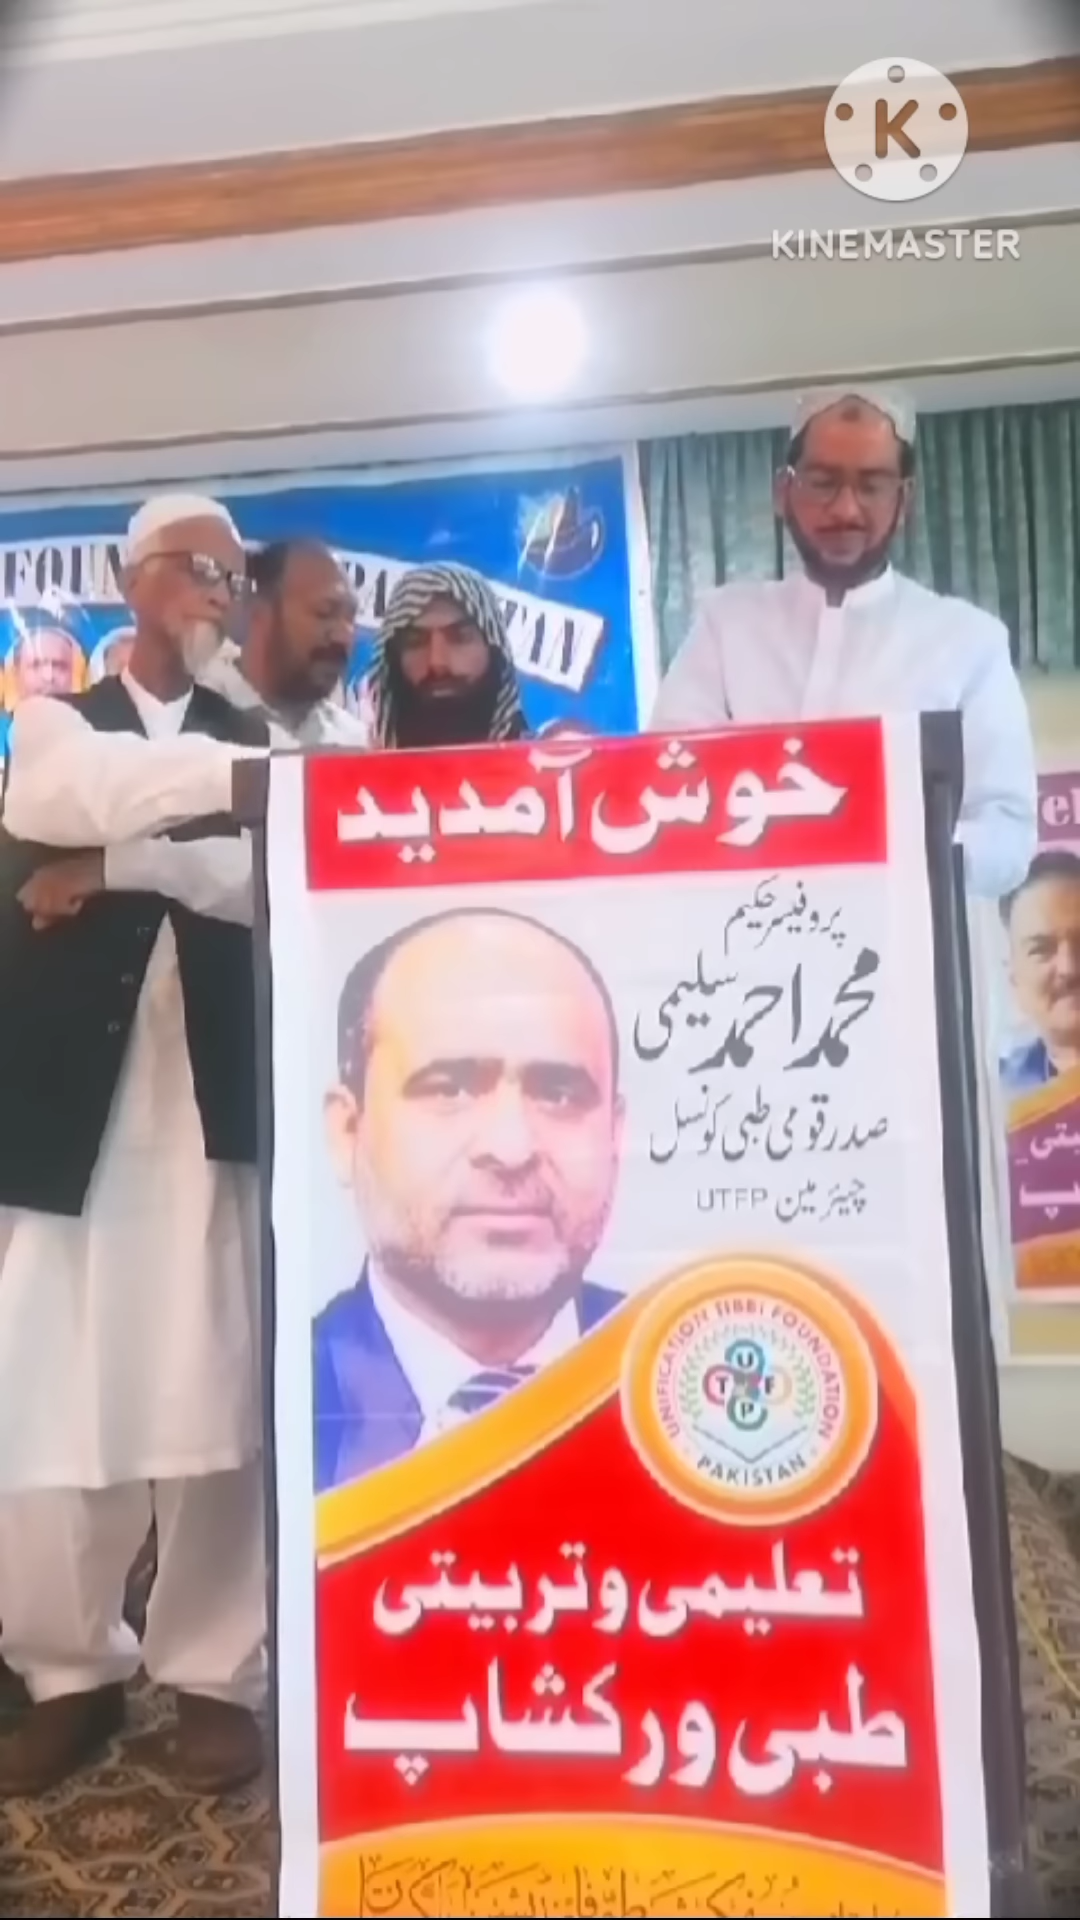 KINEMASTER
خوش آمدید
پروفیسر حکیم
محمد احمد سلیمی
صدر قومی طبی کونسل
چیئرمین UTFP
UNIFICATION TIBBI FOUNDATION
UTFP
PAKISTAN
تعلیمی و تربیتی
طبی ورکشاپ